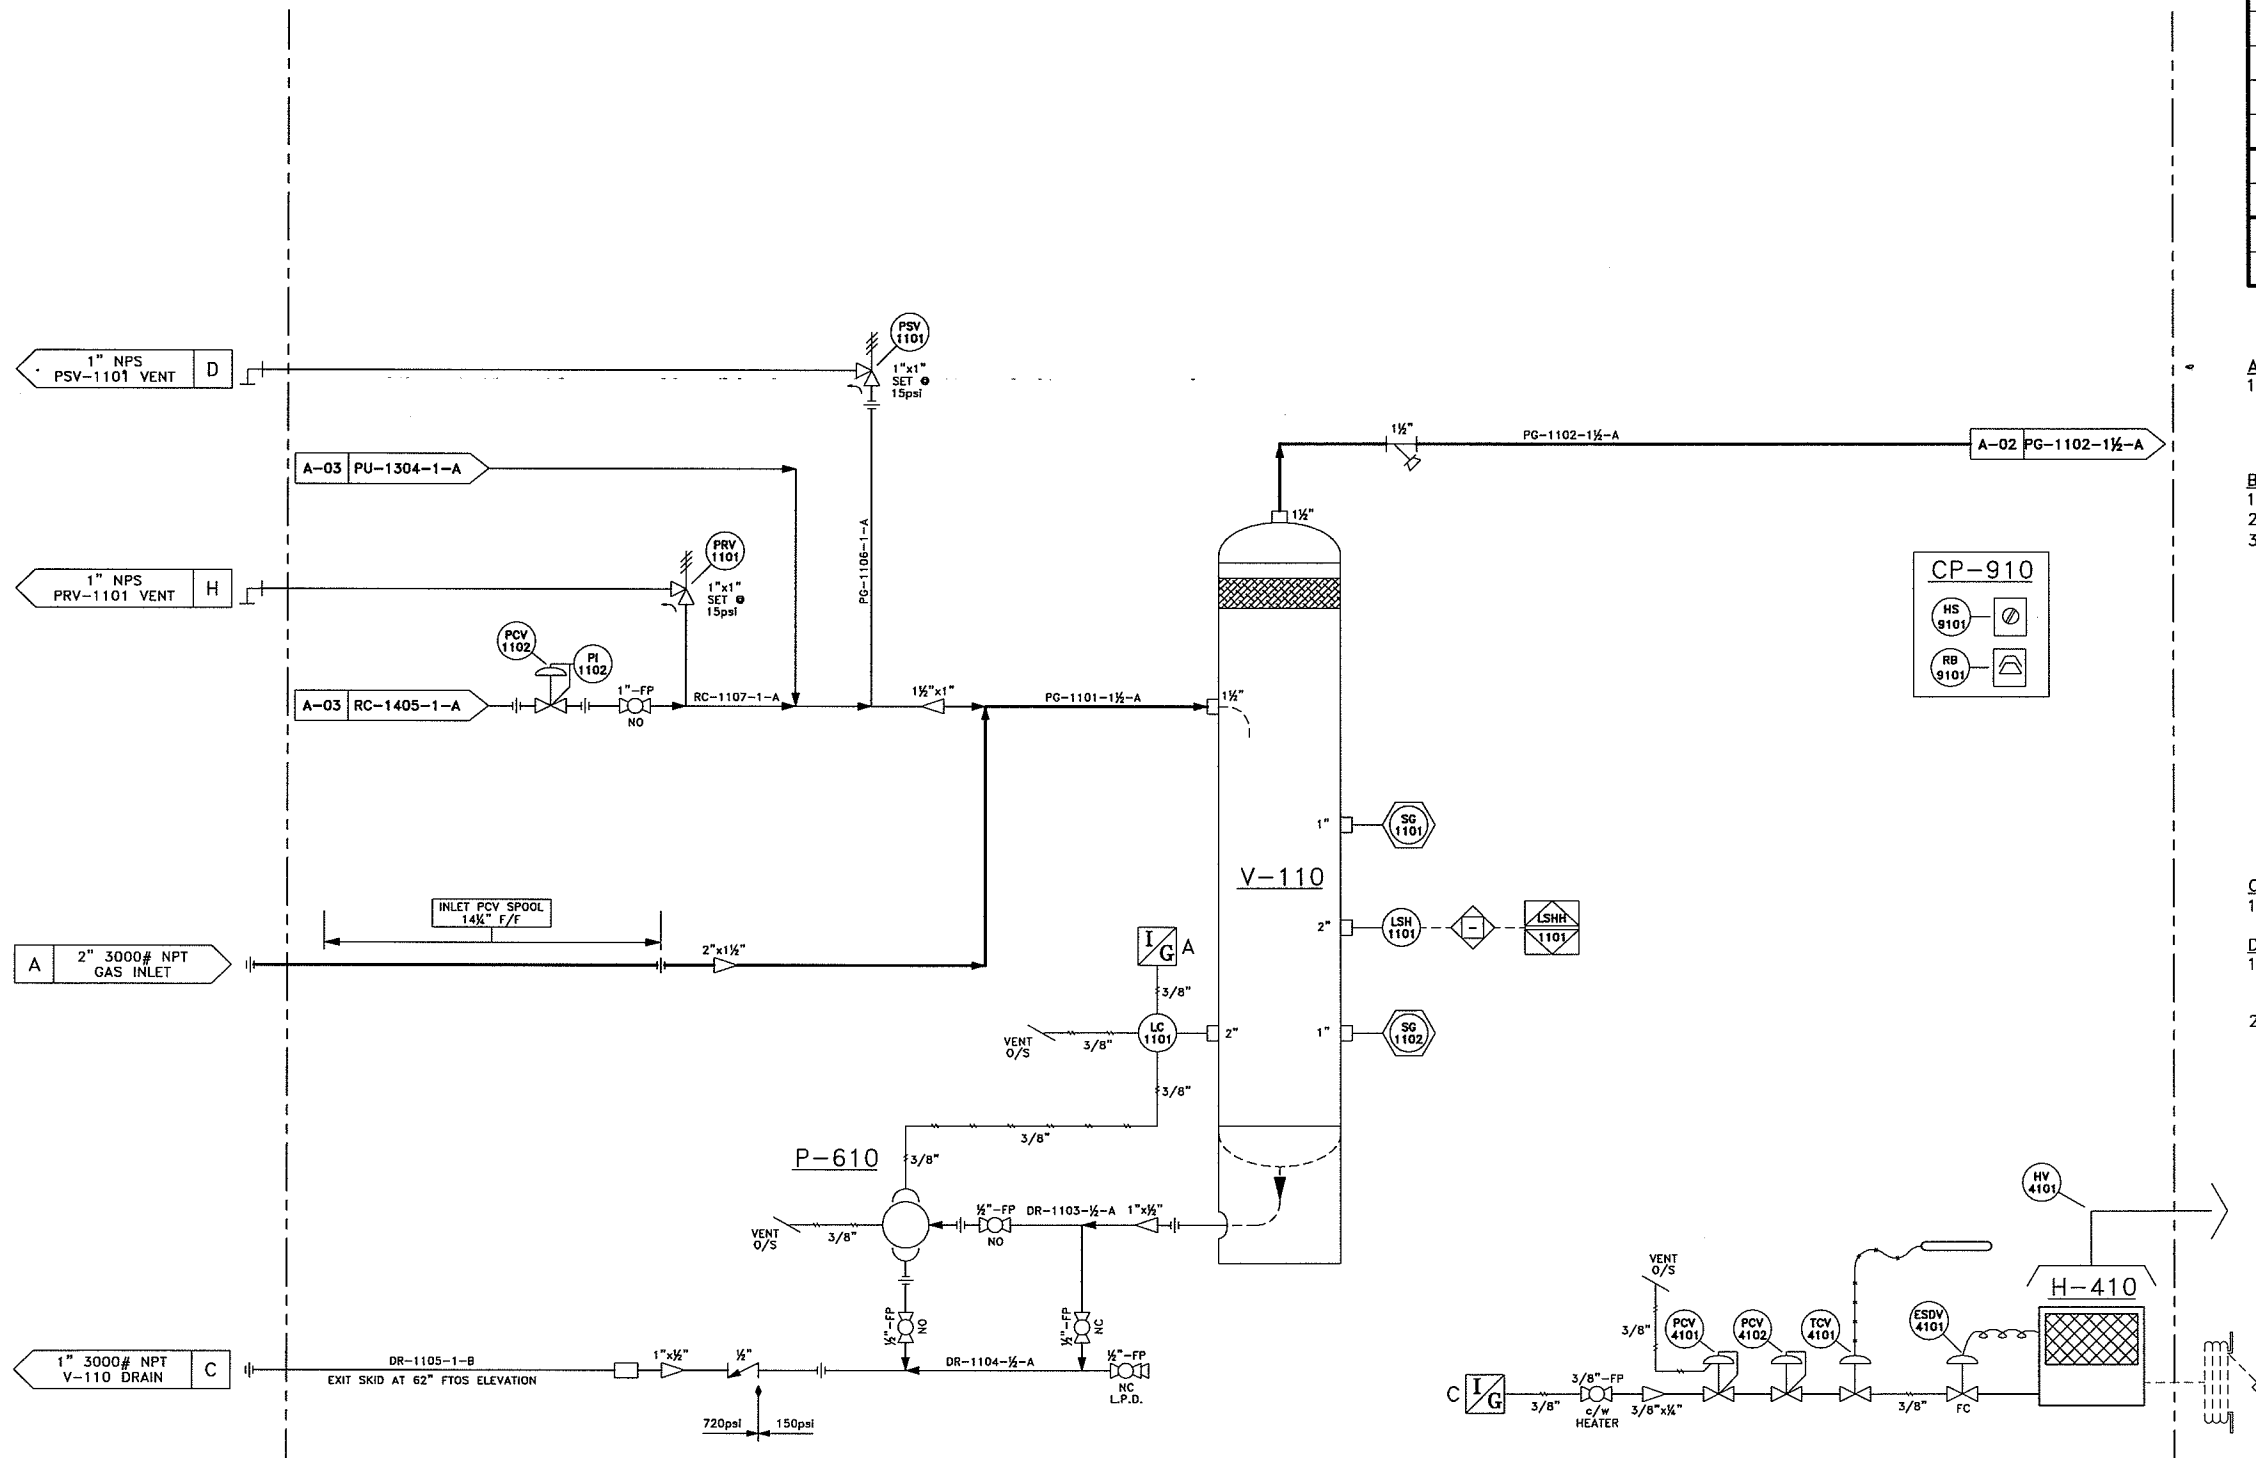 1" NPS
PSV-1101 VENT
D
PSV
1101
1"x1"
SET @
15psi
1½"
PG-1102-1½-A
A-02
PG-1102-1½-A
A-03
PU-1304-1-A
PG-1106-1-A
1½"
1" NPS
PRV-1101 VENT
H
PRV
1101
1"x1"
SET @
15psi
CP-910
HS
9101
RB
9101
PCV
1102
PI
1102
A-03
RC-1405-1-A
1"-FP
NO
RC-1107-1-A
1½"x1"
PG-1101-1½-A
1½"
1"
SG
1101
V-110
2"
LSH
1101
-
LSHH
1101
INLET PCV SPOOL
14¼" F/F
A
2" 3000# NPT
GAS INLET
2"x1½"
I/G
A
3/8"
VENT
O/S
3/8"
LC
1101
2"
1"
SG
1102
3/8"
3/8"
P-610
3/8"
VENT
O/S
3/8"
½"-FP
NO
DR-1103-½-A
1"x½"
½"-FP
NO
½"-FP
NC
1" 3000# NPT
V-110 DRAIN
C
DR-1105-1-B
EXIT SKID AT 62" FTOS ELEVATION
1"x½"
½"
DR-1104-½-A
½"-FP
NC
L.P.D.
720psi
150psi
HV
4101
H-410
VENT
O/S
3/8"
PCV
4101
PCV
4102
TCV
4101
ESDV
4101
C
I/G
3/8"
3/8"-FP
c/w
HEATER
3/8"x¼"
3/8"
FC
A
1
B
1
2
3
C
1
D
1
2